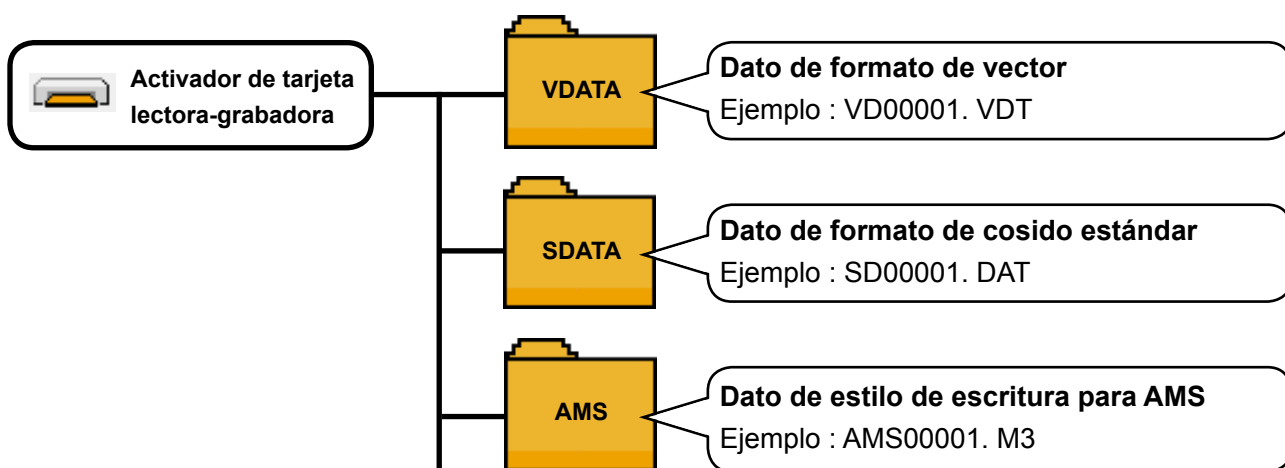 Activador de tarjeta
lectora-grabadora
VDATA
Dato de formato de vector
Ejemplo : VD00001. VDT
SDATA
Dato de formato de cosido estándar
Ejemplo : SD00001. DAT
AMS
Dato de estilo de escritura para AMS
Ejemplo : AMS00001. M3